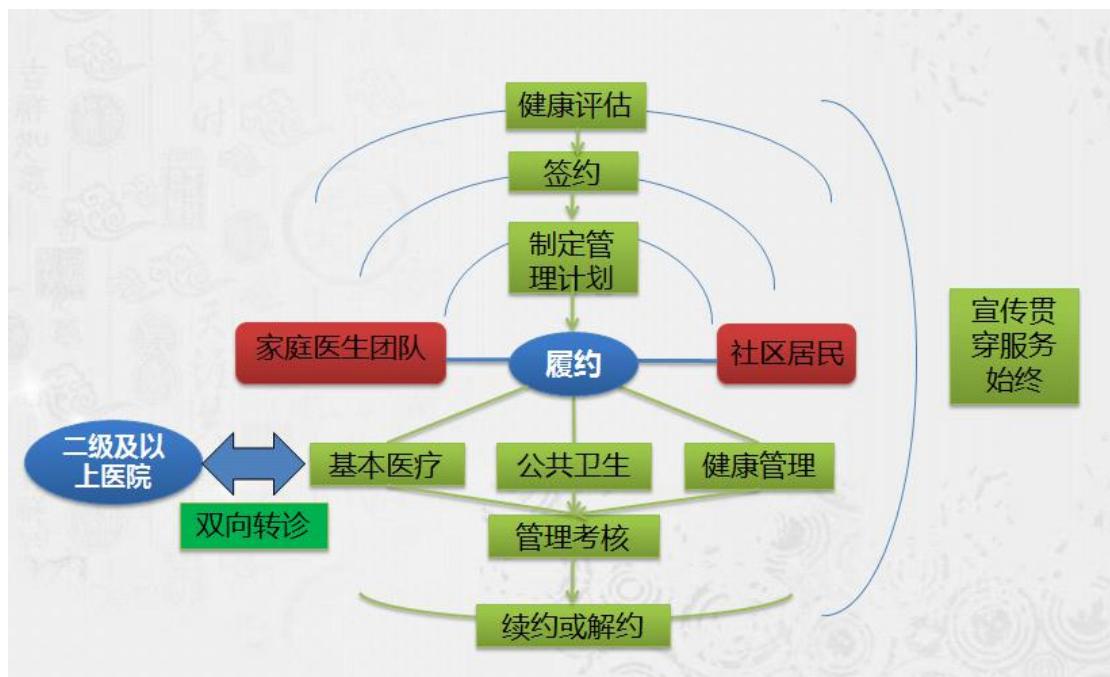 健康评估
签约
制定管
理计划
家庭医生团队
履约
社区居民
宣传贯
穿服务
始终
二级及以
上医院
基本医疗
公共卫生
健康管理
双向转诊
管理考核
续约或解约